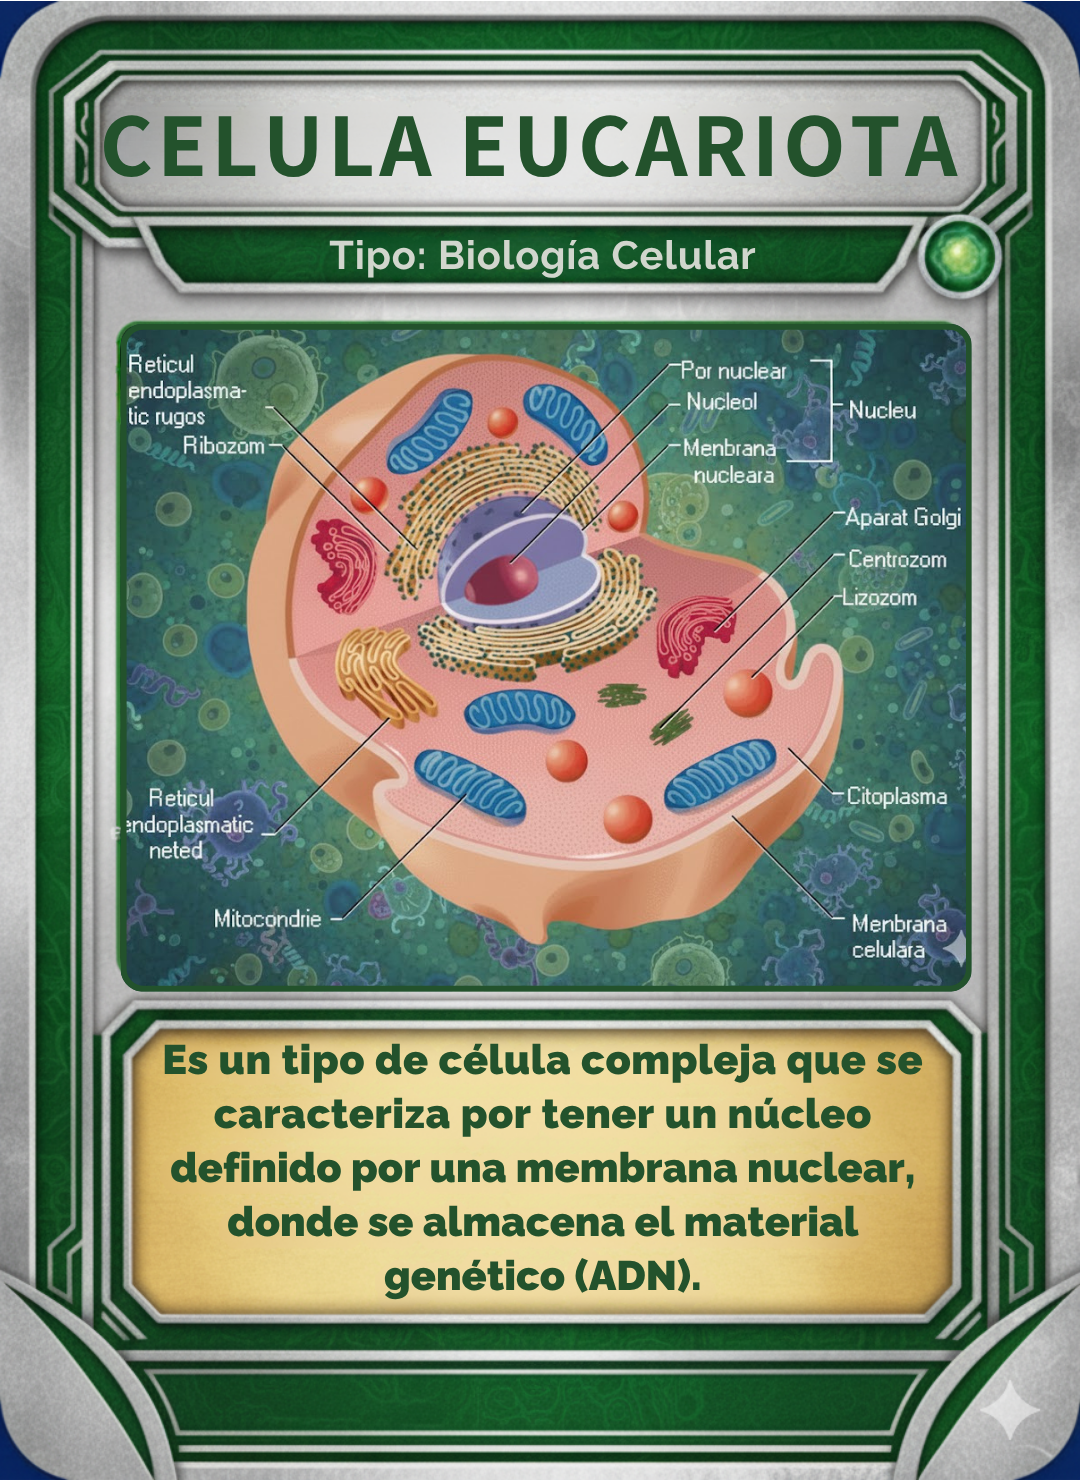 CELULA EUCARIOTA
Tipo: Biología Celular
Reticul
endoplasma-
tic rugos
Ribozom
Por nuclear
Nucleol
Menbrana
nucleara
Nucleu
Aparat Golgi
Centrozom
Lizozom
Reticul
endoplasmatic
neted
Mitocondrie
Citoplasma
Menbrana
celulara
Es un tipo de célula compleja que se
caracteriza por tener un núcleo
definido por una membrana nuclear,
donde se almacena el material
genético (ADN).